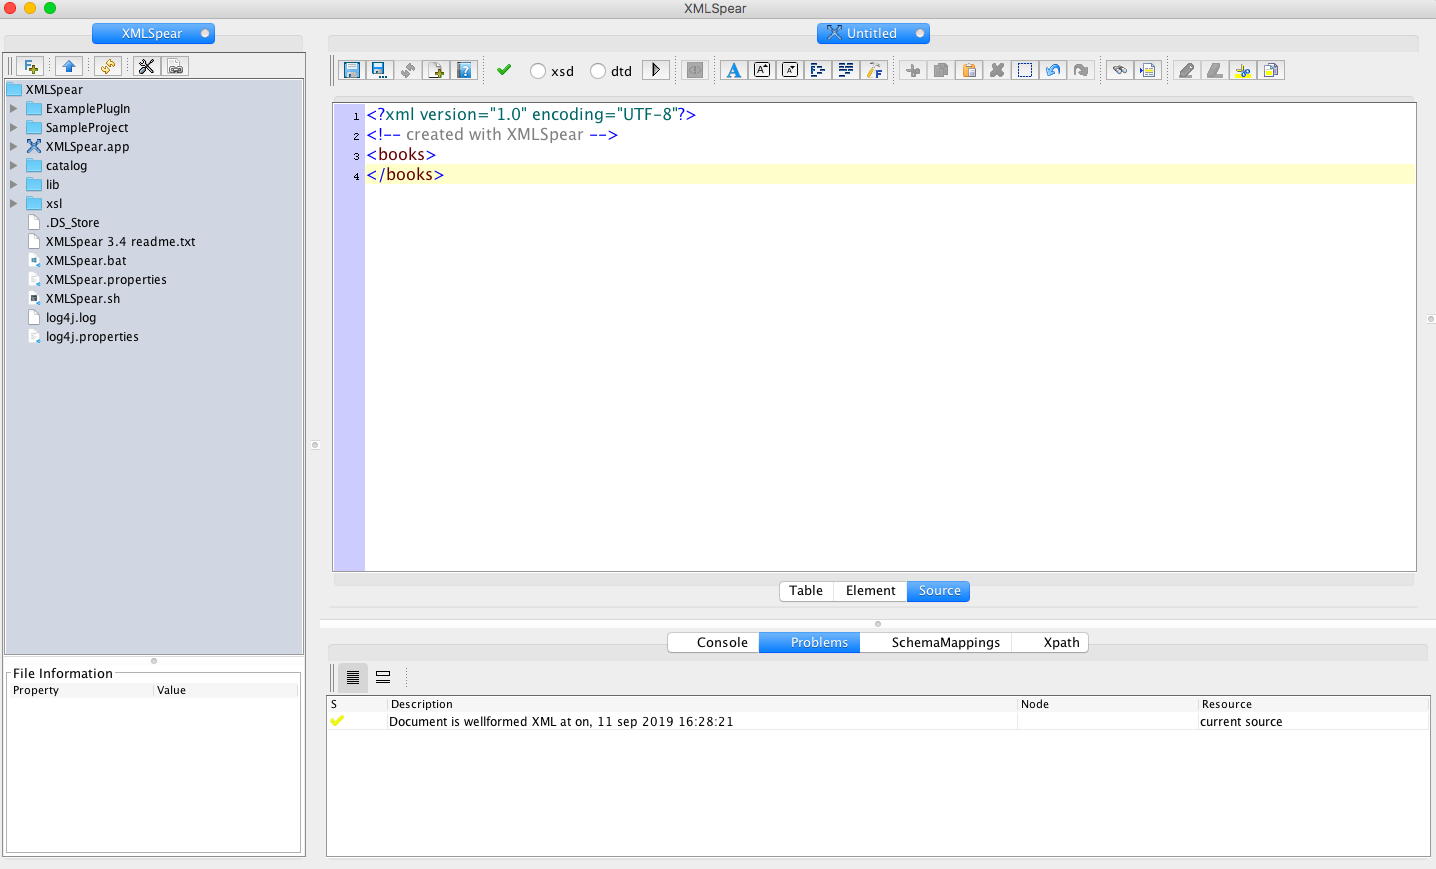 XMLSpear
XMLSpear
Untitled
xsd
dtd
XMLSpear
ExamplePlugIn
SampleProject
XMLSpear.app
catalog
lib
xsl
.DS_Store
XMLSpear 3.4 readme.txt
XMLSpear.bat
XMLSpear.properties
XMLSpear.sh
log4j.log
log4j.properties
1 <?xml version="1.0" encoding="UTF-8"?>
2 <!-- created with XMLSpear -->
3 <books>
4 </books>
Table Element Source
Console Problems SchemaMappings Xpath
File Information
Property Value
S Description Node Resource
Document is wellformed XML at on, 11 sep 2019 16:28:21 current source